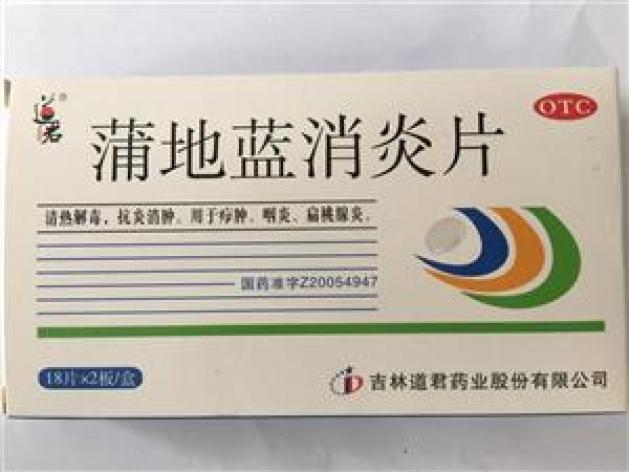 道君®
OTC
蒲地蓝消炎片
清热解毒，抗炎消肿。用于疖肿、咽炎、扁桃腺炎。
国药准字Z20054947
18片×2板/盒
吉林道君药业股份有限公司